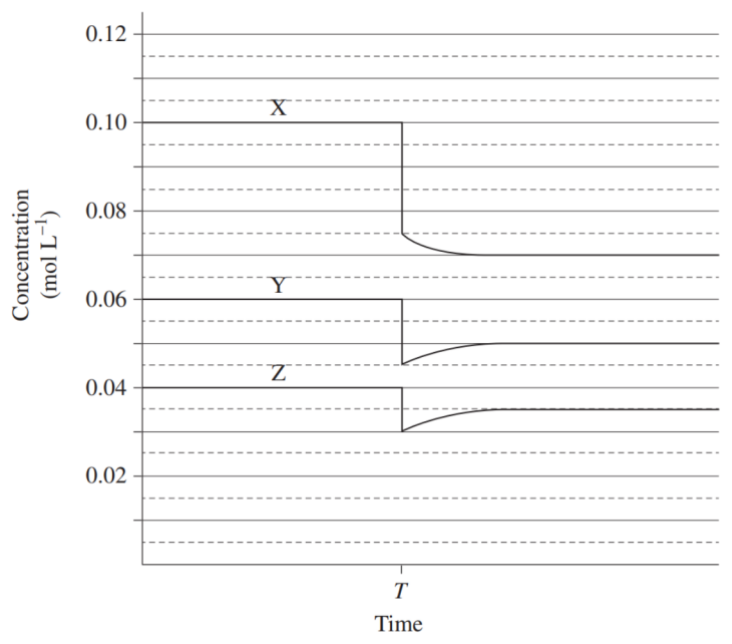 0.12
X
0.10
0.08
Concentration
(mol L⁻¹)
Y
0.06
Z
0.04
0.02
T
Time